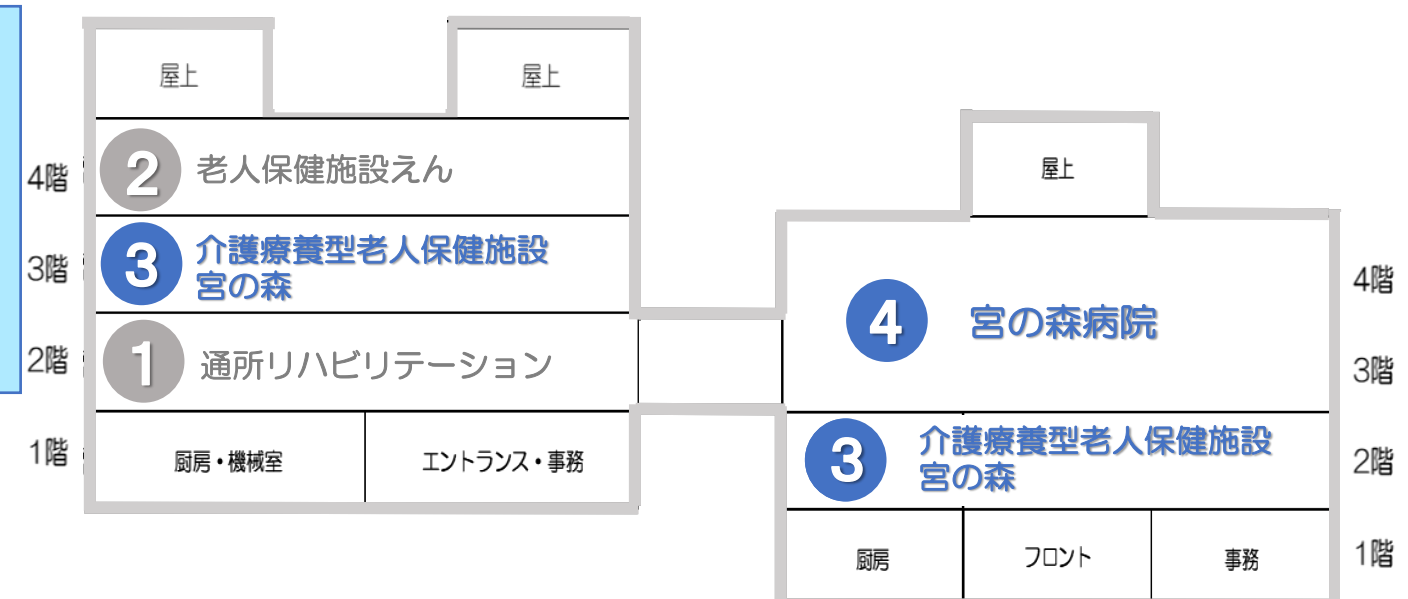 屋上
屋上
4階
2 老人保健施設えん
3階
3 介護療養型老人保健施設
宮の森
2階
1 通所リハビリテーション
1階
厨房・機械室
エントランス・事務
屋上
4階
4 宮の森病院
3階
3 介護療養型老人保健施設
宮の森
2階
厨房
フロント
事務
1階